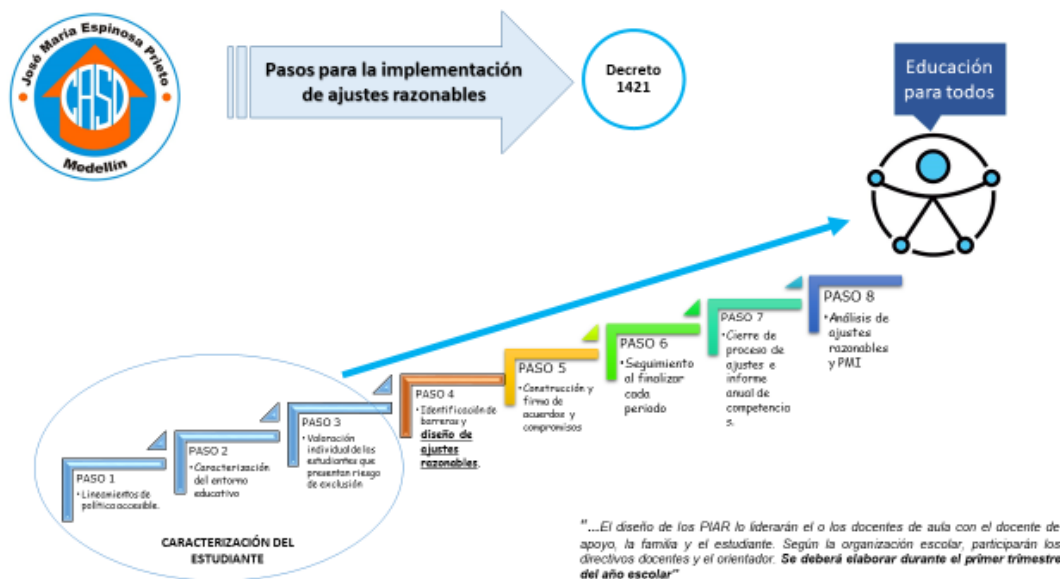 José María Espinosa Prieto
CASD
Medellín
Pasos para la implementación
de ajustes razonables
Decreto
1421
Educación
para todos
PASO 1
•Lineamientos de
política accesible.
PASO 2
•Caracterización
del entorno
educativo
PASO 3
•Valoración
individual de los
estudiantes que
presentan riesgo
de exclusión
CARACTERIZACIÓN DEL
ESTUDIANTE
PASO 4
•Identificación de
barreras y
diseño de
ajustes
razonables.
PASO 5
•Construcción y
firma de
acuerdos y
compromisos
PASO 6
•Seguimiento
al finalizar
cada
periodo
PASO 7
•Cierre de
proceso de
ajustes e
informe
anual de
competencia
s.
PASO 8
•Análisis de
ajustes
razonables
y PMI
"...El diseño de los PIAR lo liderarán el o los docentes de aula con el docente de
apoyo, la familia y el estudiante. Según la organización escolar, participarán los
directivos docentes y el orientador. Se deberá elaborar durante el primer trimestre
del año escolar"